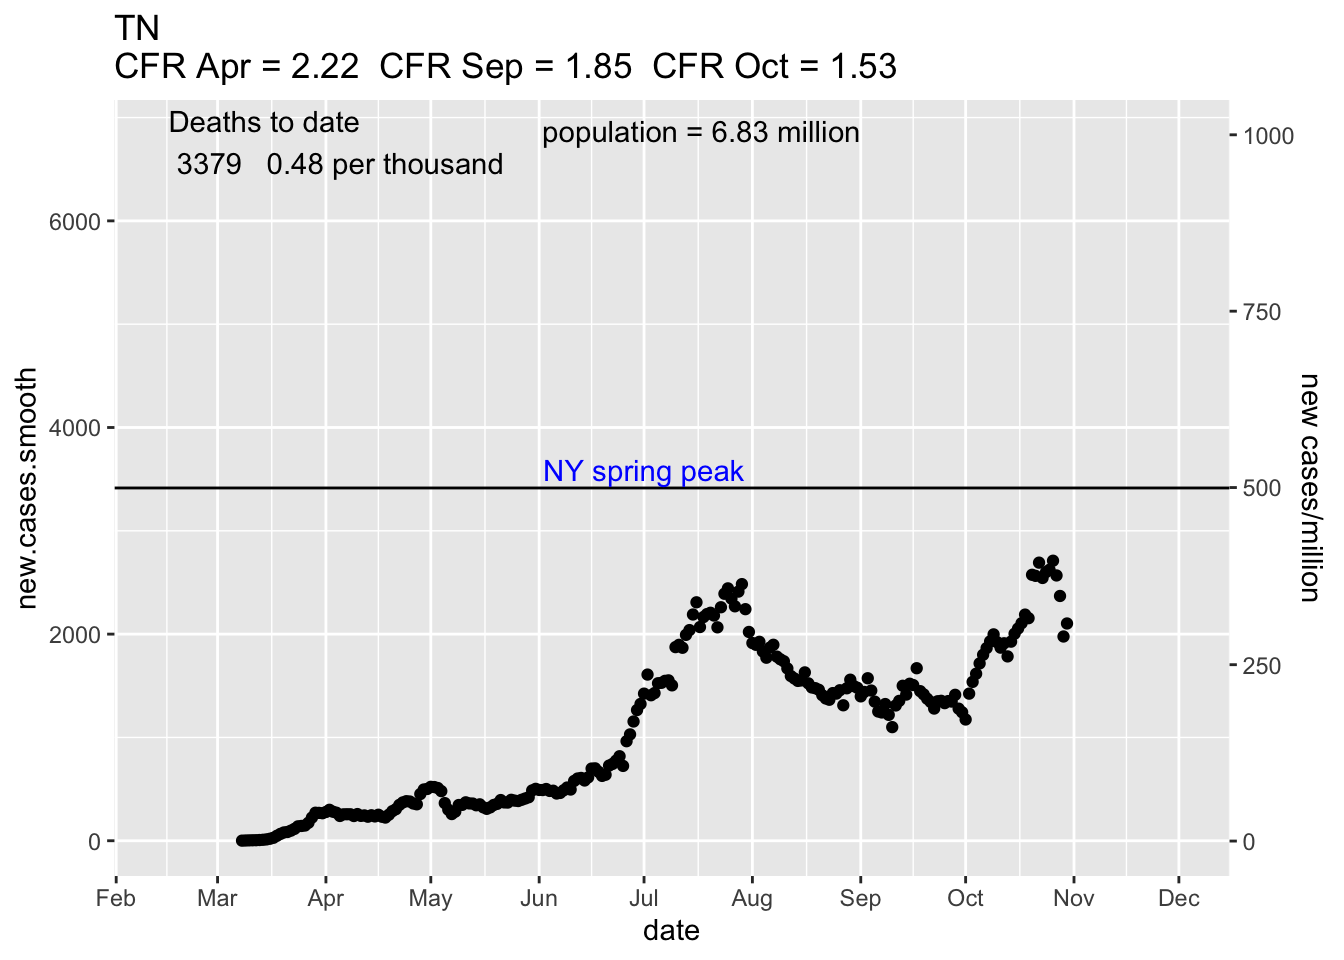 TN
CFR Apr = 2.22  CFR Sep = 1.85  CFR Oct = 1.53
Deaths to date
3379   0.48 per thousand
population = 6.83 million
NY spring peak
new.cases.smooth
6000
4000
2000
0
1000
750
500
250
0
new cases/million
Feb Mar Apr May Jun Jul Aug Sep Oct Nov Dec
date